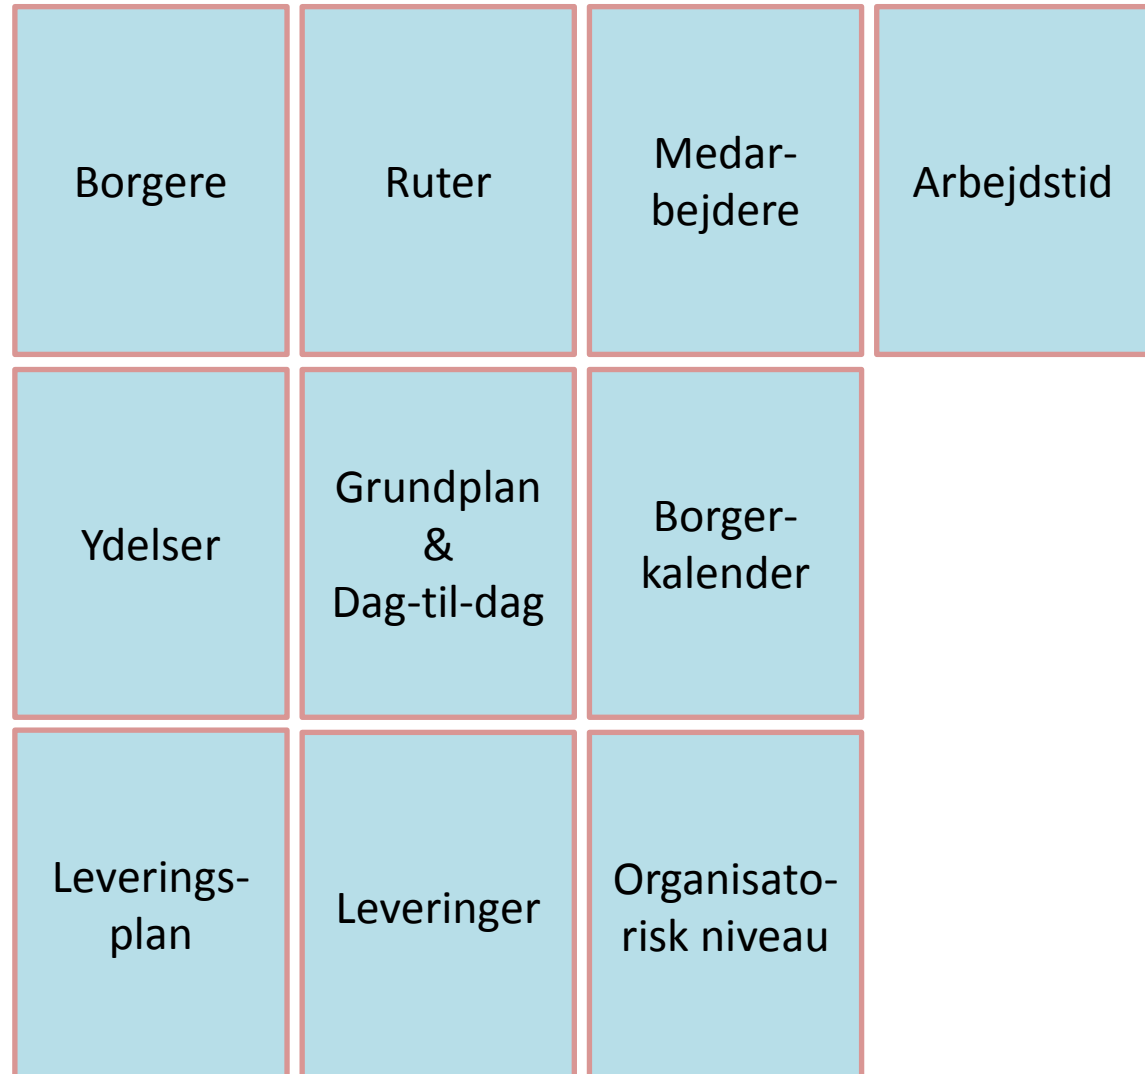 Borgere
Ruter
Medar-
bejdere
Arbejdstid
Ydelser
Grundplan
&
Dag-til-dag
Borger-
kalender
Leverings-
plan
Leveringer
Organisato-
risk niveau